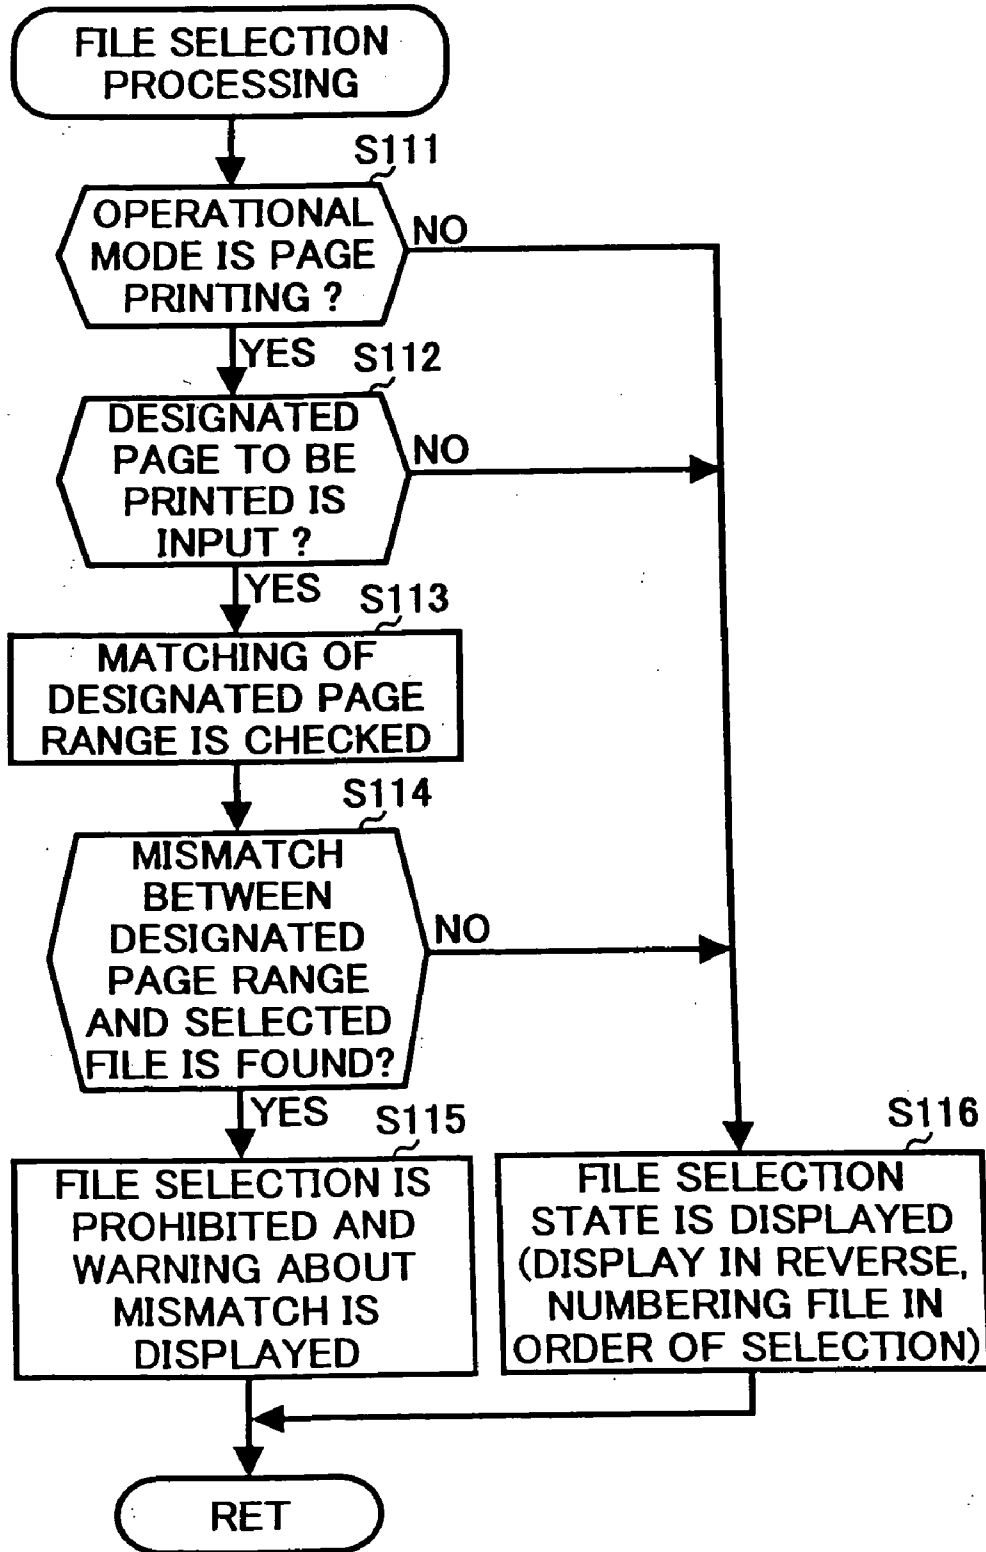 FILE SELECTION
PROCESSING
S111
OPERATIONAL
MODE IS PAGE
PRINTING ?
NO
YES
S112
DESIGNATED
PAGE TO BE
PRINTED IS
INPUT ?
NO
YES
S113
MATCHING OF
DESIGNATED PAGE
RANGE IS CHECKED
S114
MISMATCH
BETWEEN
DESIGNATED
PAGE RANGE
AND SELECTED
FILE IS FOUND?
NO
YES
S115
FILE SELECTION IS
PROHIBITED AND
WARNING ABOUT
MISMATCH IS
DISPLAYED
S116
FILE SELECTION
STATE IS DISPLAYED
(DISPLAY IN REVERSE,
NUMBERING FILE IN
ORDER OF SELECTION)
RET